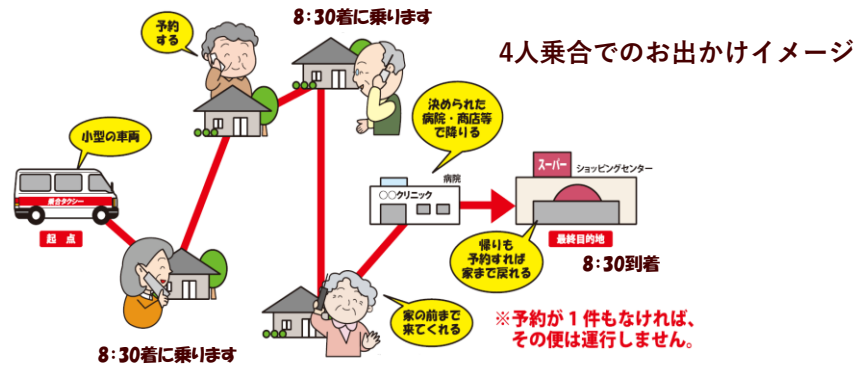 8:30着に乗ります
4人乗合でのお出かけイメージ
予約
する
決められた
病院・商店等
で降りる
小型の車両
乗合タクシー
起点
病院
○○クリニック
スーパー
ショッピングセンター
最終目的地
8:30到着
帰りも
予約すれば
家まで戻れる
家の前まで
来てくれる
8:30着に乗ります
※予約が1件もなければ、
その便は運行しません。